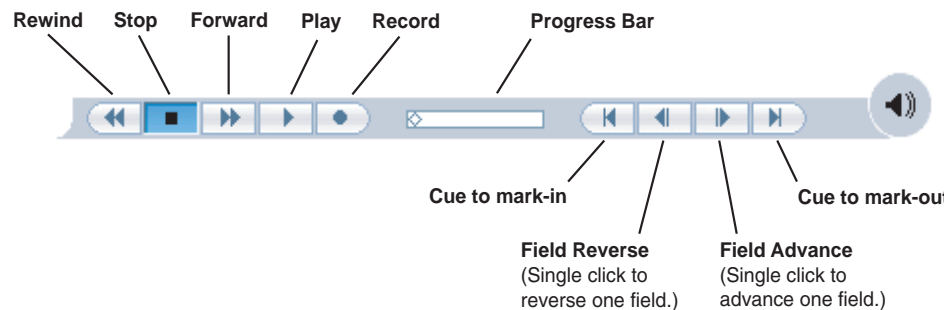 Rewind Stop Forward Play Record Progress Bar
Cue to mark-in Cue to mark-out
Field Reverse
(Single click to
reverse one field.)
Field Advance
(Single click to
advance one field.)